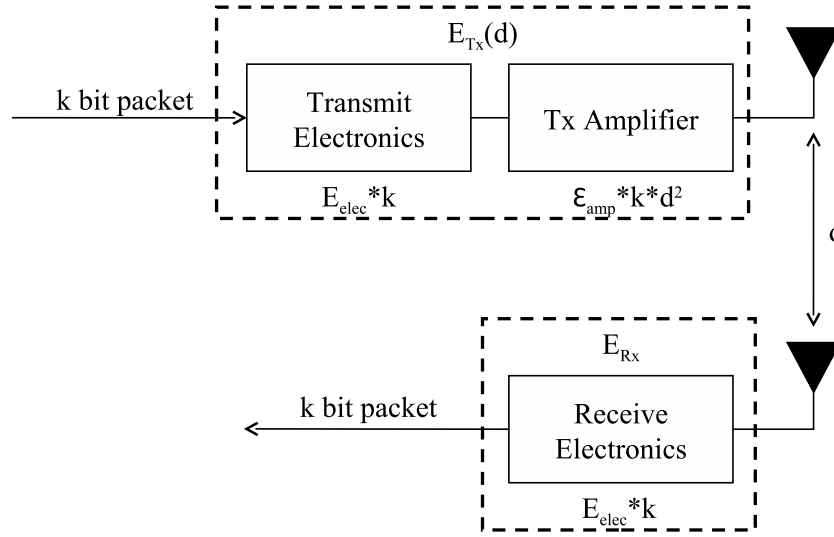 E_Tx(d)
k bit packet
Transmit
Electronics
Tx Amplifier
E_elec*k
ε_amp*k*d²
d
E_Rx
k bit packet
Receive
Electronics
E_elec*k